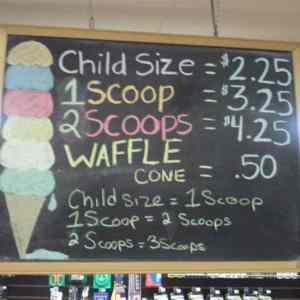 Child Size = $2.25
1 Scoop = $3.25
2 Scoops = $4.25
WAFFLE
CONE = .50
Child Size = 1 Scoop
1 Scoop = 2 Scoops
2 Scoops = 3 Scoops